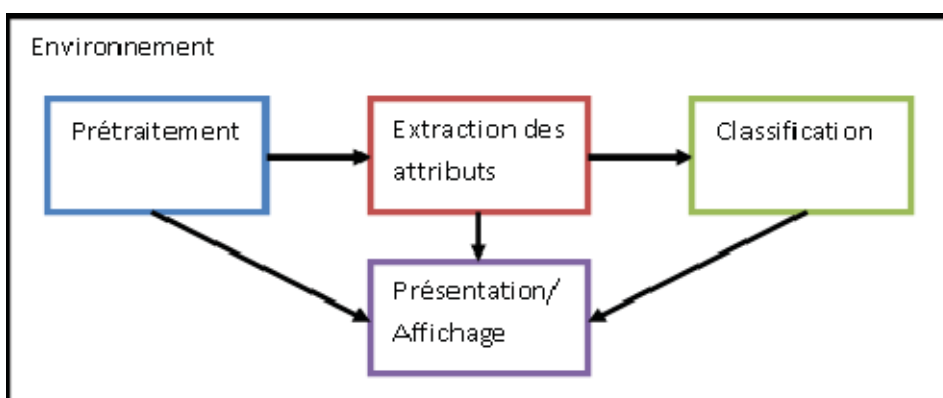 Environnement
Prétraitement
Extraction des
attributs
Classification
Présentation/
Affichage